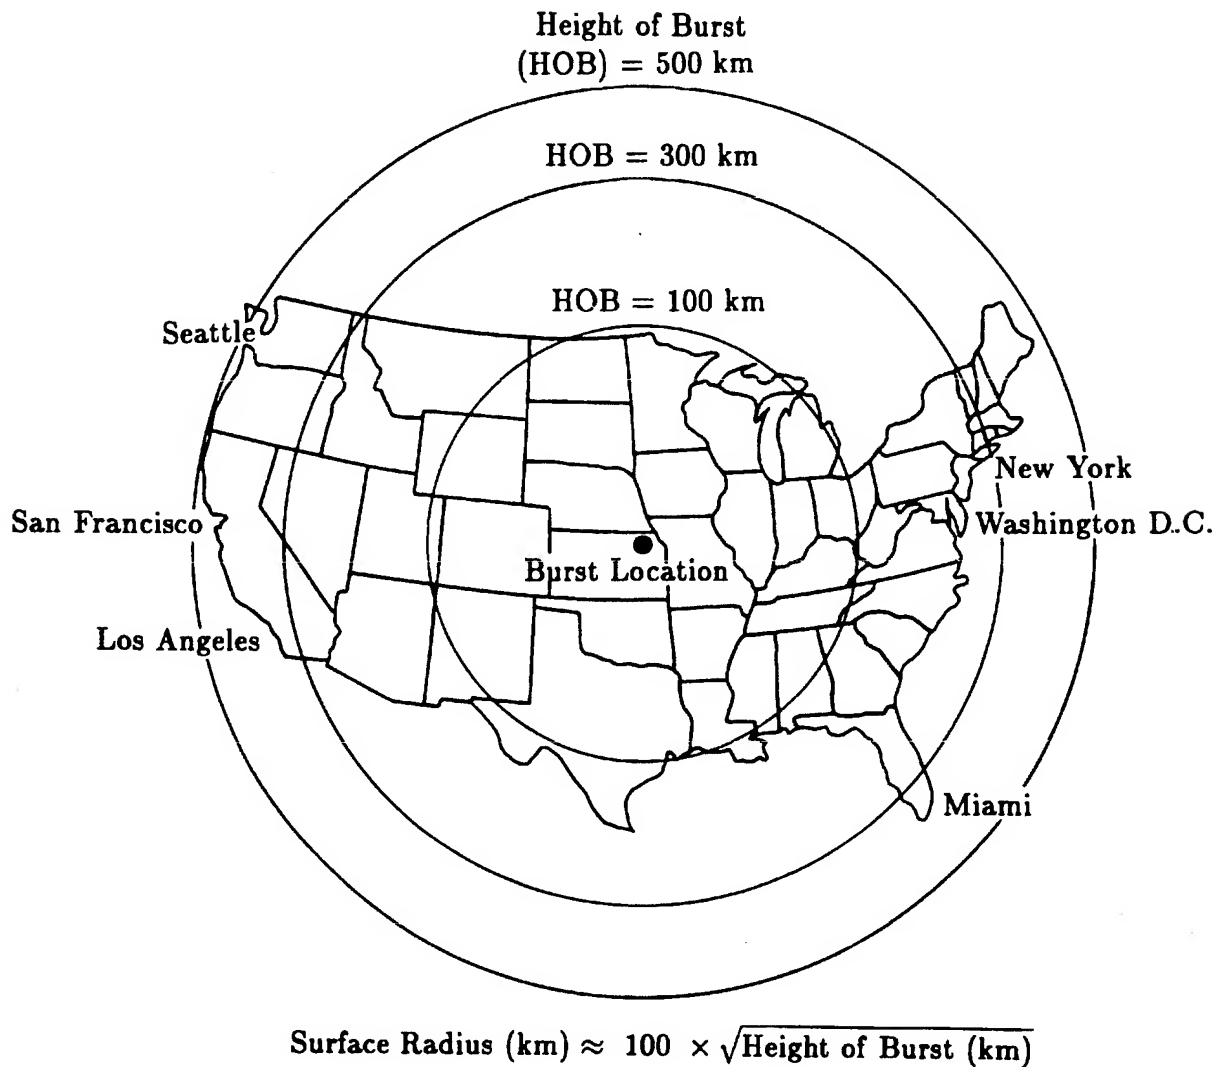 Height of Burst
(HOB) = 500 km
HOB = 300 km
HOB = 100 km
Seattle
New York
San Francisco
Washington D.C.
Burst Location
Los Angeles
Miami
Surface Radius (km) ≈ 100 × √Height of Burst (km)